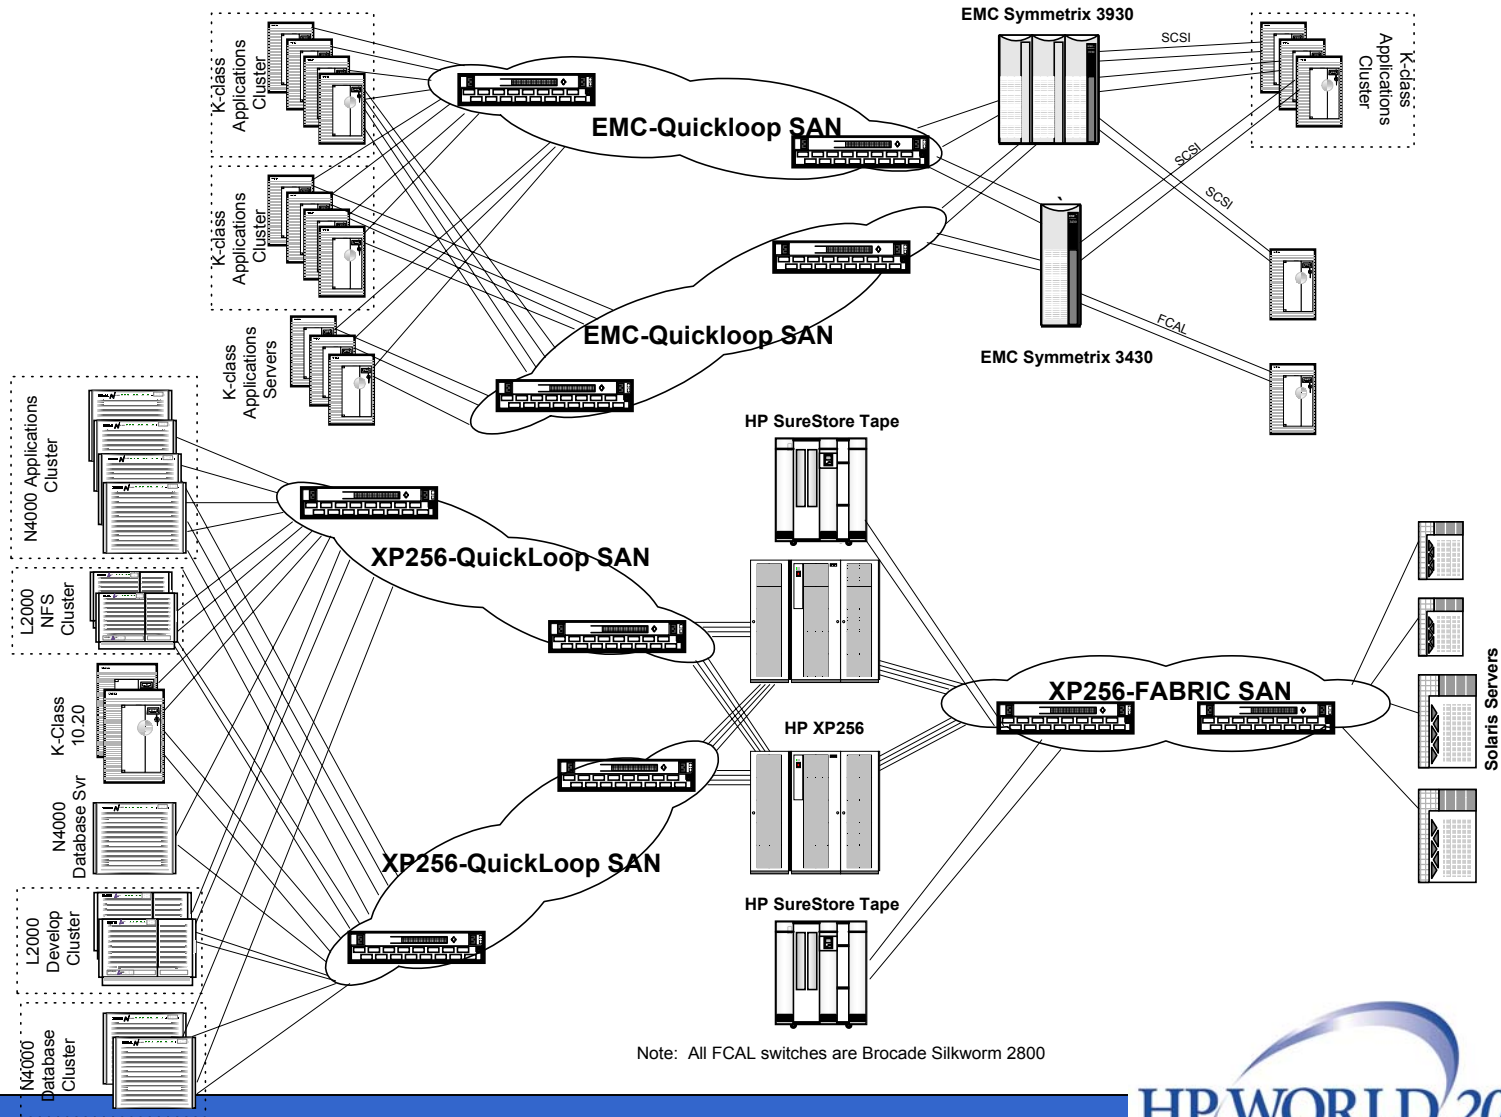 EMC Symmetrix 3930
K-class
Applications
Cluster
EMC-Quickloop SAN
SCSI
K-class
Applications
Cluster
K-class
Applications
Cluster
SCSI
SCSI
K-class
Applications
Servers
EMC-Quickloop SAN
FCAL
EMC Symmetrix 3430
N4000 Applications
Cluster
HP SureStore Tape
XP256-QuickLoop SAN
L2000
NFS
Cluster
K-Class
10.20
XP256-FABRIC SAN
Solaris Servers
HP XP256
N4000
Database Svr
XP256-QuickLoop SAN
HP SureStore Tape
L2000
Develop
Cluster
N4000
Database
Cluster
Note: All FCAL switches are Brocade Silkworm 2800
HP WORLD 20